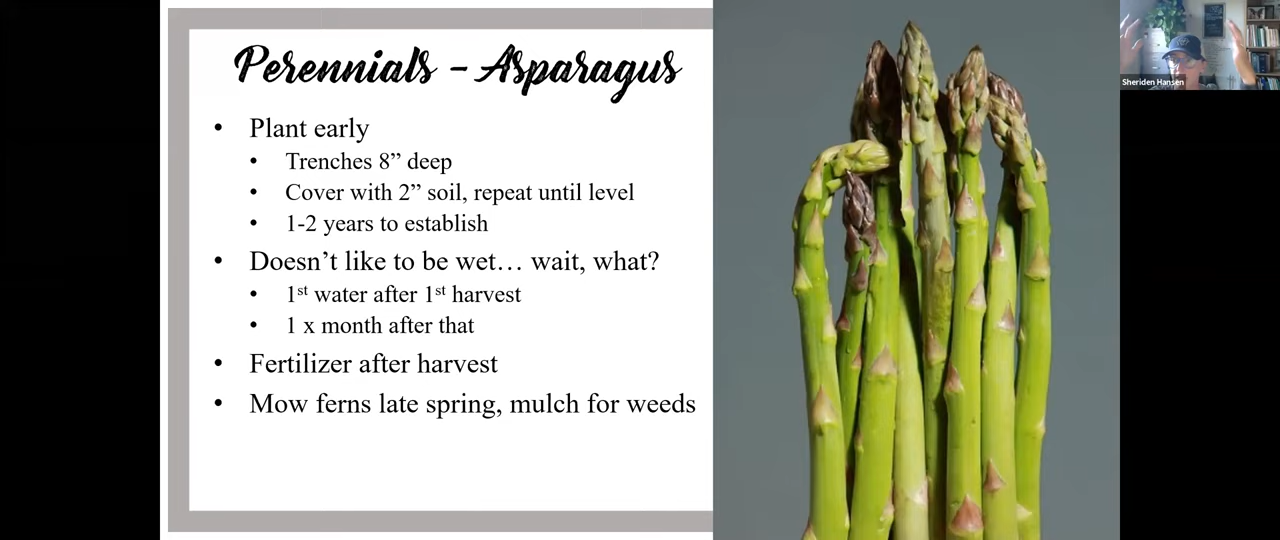 Perennials - Asparagus
• Plant early
• Trenches 8” deep
• Cover with 2” soil, repeat until level
• 1-2 years to establish
• Doesn’t like to be wet… wait, what?
• 1st water after 1st harvest
• 1 x month after that
• Fertilizer after harvest
• Mow ferns late spring, mulch for weeds
Sheriden Hansen